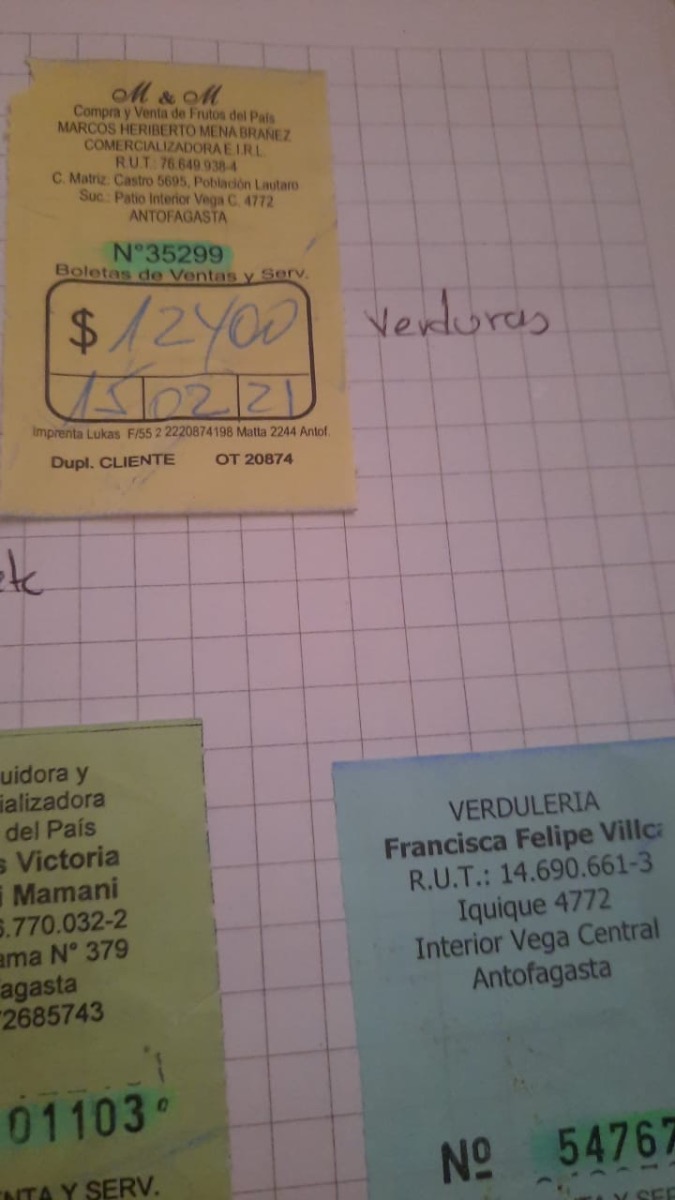 M & M
Compra y Venta de Frutos del País
MARCOS HERIBERTO MENA BRAÑEZ
COMERCIALIZADORA E.I.R.L.
R.U.T.: 76.649.938-4
C. Matriz: Castro 5695, Población Lautaro
Suc.: Patio Interior Vega C. 4772
ANTOFAGASTA
N°35299
Boletas de Ventas y Serv.
$ 12400
15 02 21
Imprenta Lukas F/55 2 2220874198 Matta 2244 Antof.
Dupl. CLIENTE OT 20874
Verduras
etc
uidora y
ializadora
del País
s Victoria
i Mamani
6.770.032-2
ama N° 379
agasta
72685743
01103
NTA Y SERV.
VERDULERIA
Francisca Felipe Villca
R.U.T.: 14.690.661-3
Iquique 4772
Interior Vega Central
Antofagasta
Nº 54767